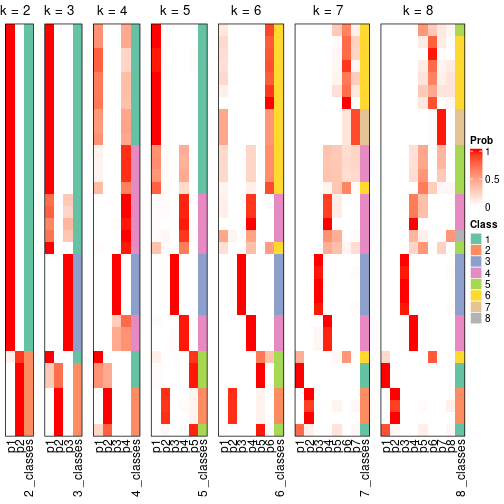 k = 2 k = 3 k = 4 k = 5 k = 6 k = 7 k = 8
Prob
1
0.5
0
Class
1
2
3
4
5
6
7
8
p1 p2 2_classes
p1 p2 p3 3_classes
p1 p2 p3 p4 4_classes
p1 p2 p3 p4 p5 5_classes
p1 p2 p3 p4 p5 p6 6_classes
p1 p2 p3 p4 p5 p6 p7 7_classes
p1 p2 p3 p4 p5 p6 p7 p8 8_classes